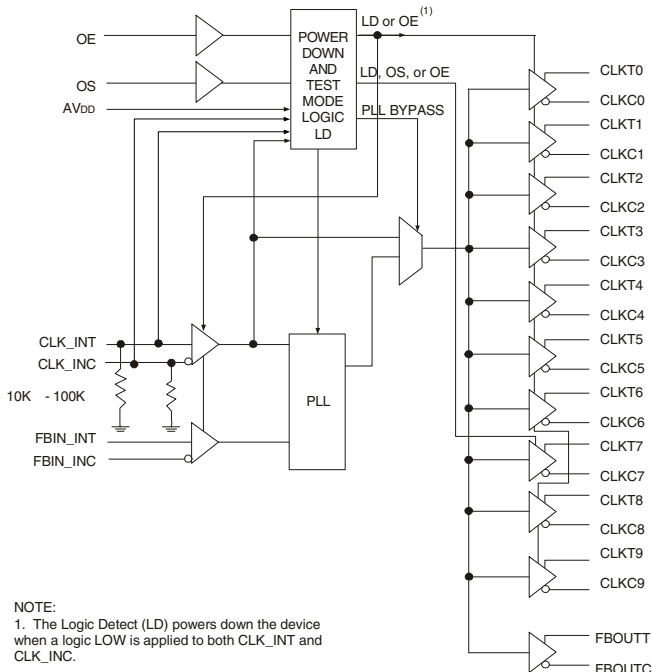 OE
OS
AVDD
POWER
DOWN
AND
TEST
MODE
LOGIC
LD
LD or OE (1)
LD, OS, or OE
PLL BYPASS
CLK_INT
CLK_INC
10K - 100K
FBIN_INT
FBIN_INC
PLL
CLKT0
CLKC0
CLKT1
CLKC1
CLKT2
CLKC2
CLKT3
CLKC3
CLKT4
CLKC4
CLKT5
CLKC5
CLKT6
CLKC6
CLKT7
CLKC7
CLKT8
CLKC8
CLKT9
CLKC9
FBOUTT
FBOUTC
NOTE:
1. The Logic Detect (LD) powers down the device
when a logic LOW is applied to both CLK_INT and
CLK_INC.